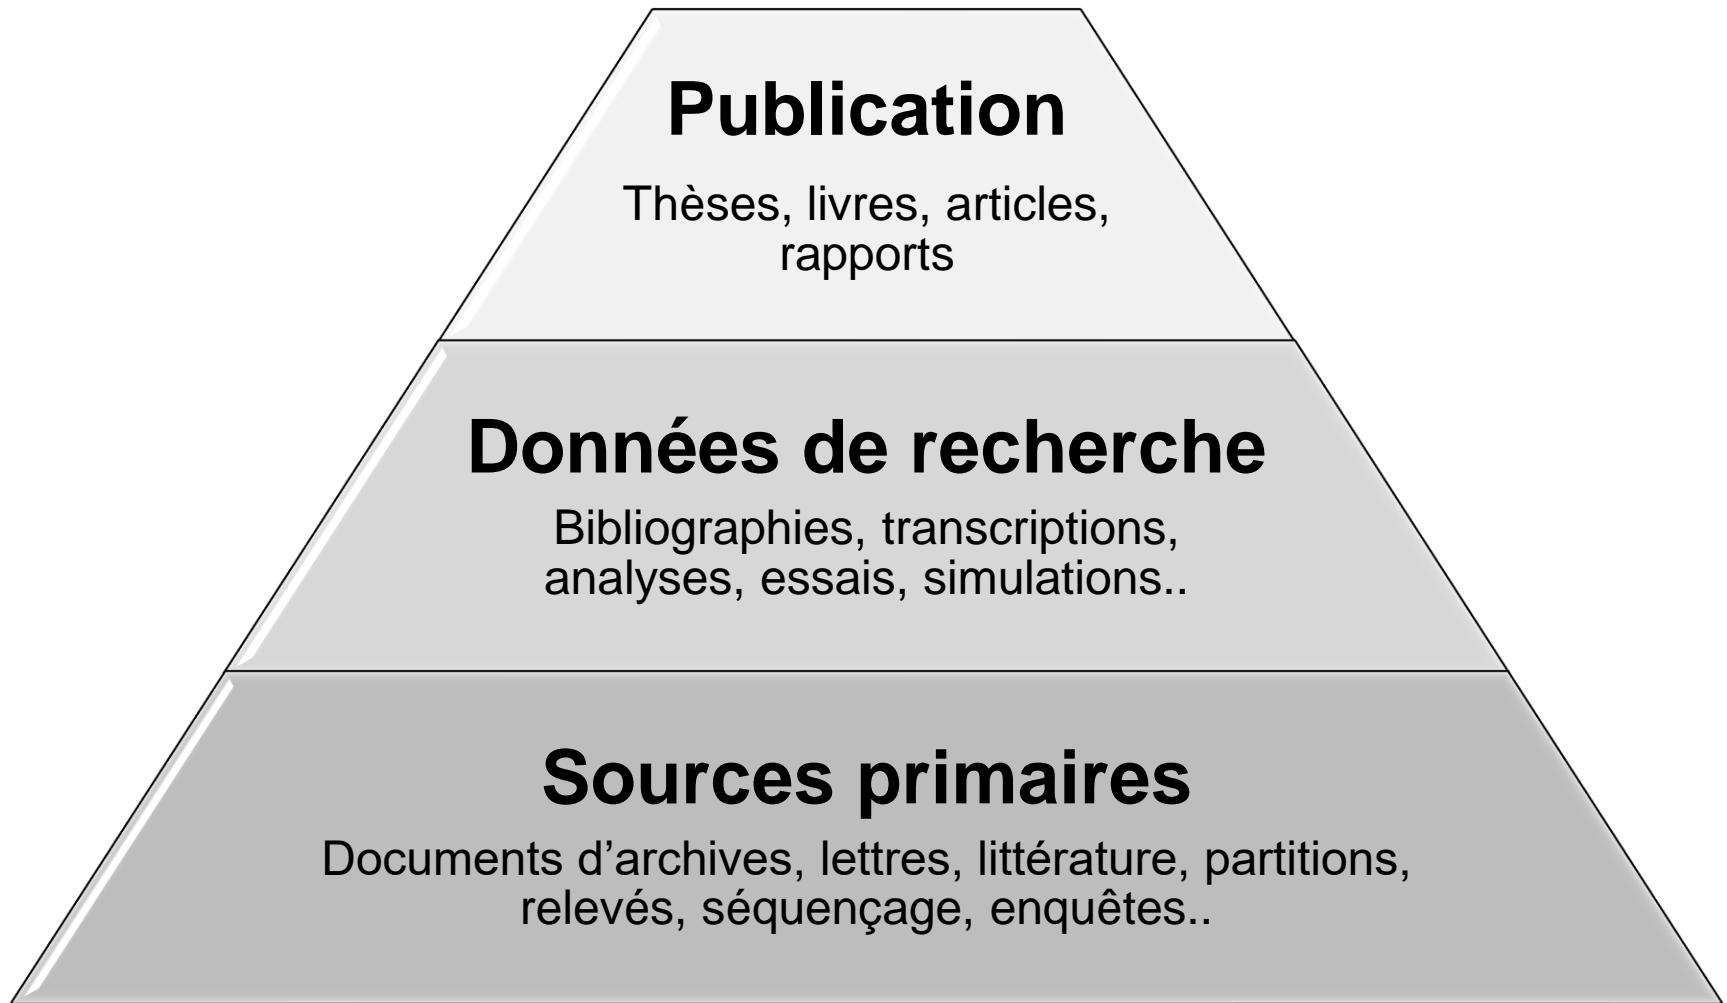 Publication
Thèses, livres, articles,
rapports
Données de recherche
Bibliographies, transcriptions,
analyses, essais, simulations..
Sources primaires
Documents d’archives, lettres, littérature, partitions,
relevés, séquençage, enquêtes..